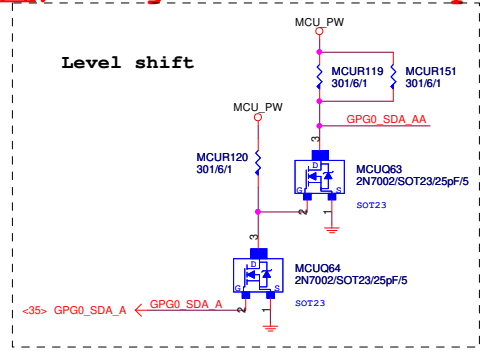 MCU_PW
Level shift
MCUR119
301/6/1
MCUR151
301/6/1
MCU_PW
GPG0_SDA_AA
3
MCUR120
301/6/1
D
G
S
MCUQ63
2N7002/SOT23/25pF/5
SOT23
2
1
3
D
G
S
MCUQ64
2N7002/SOT23/25pF/5
SOT23
2
1
<35> GPG0_SDA_A
GPG0_SDA_A